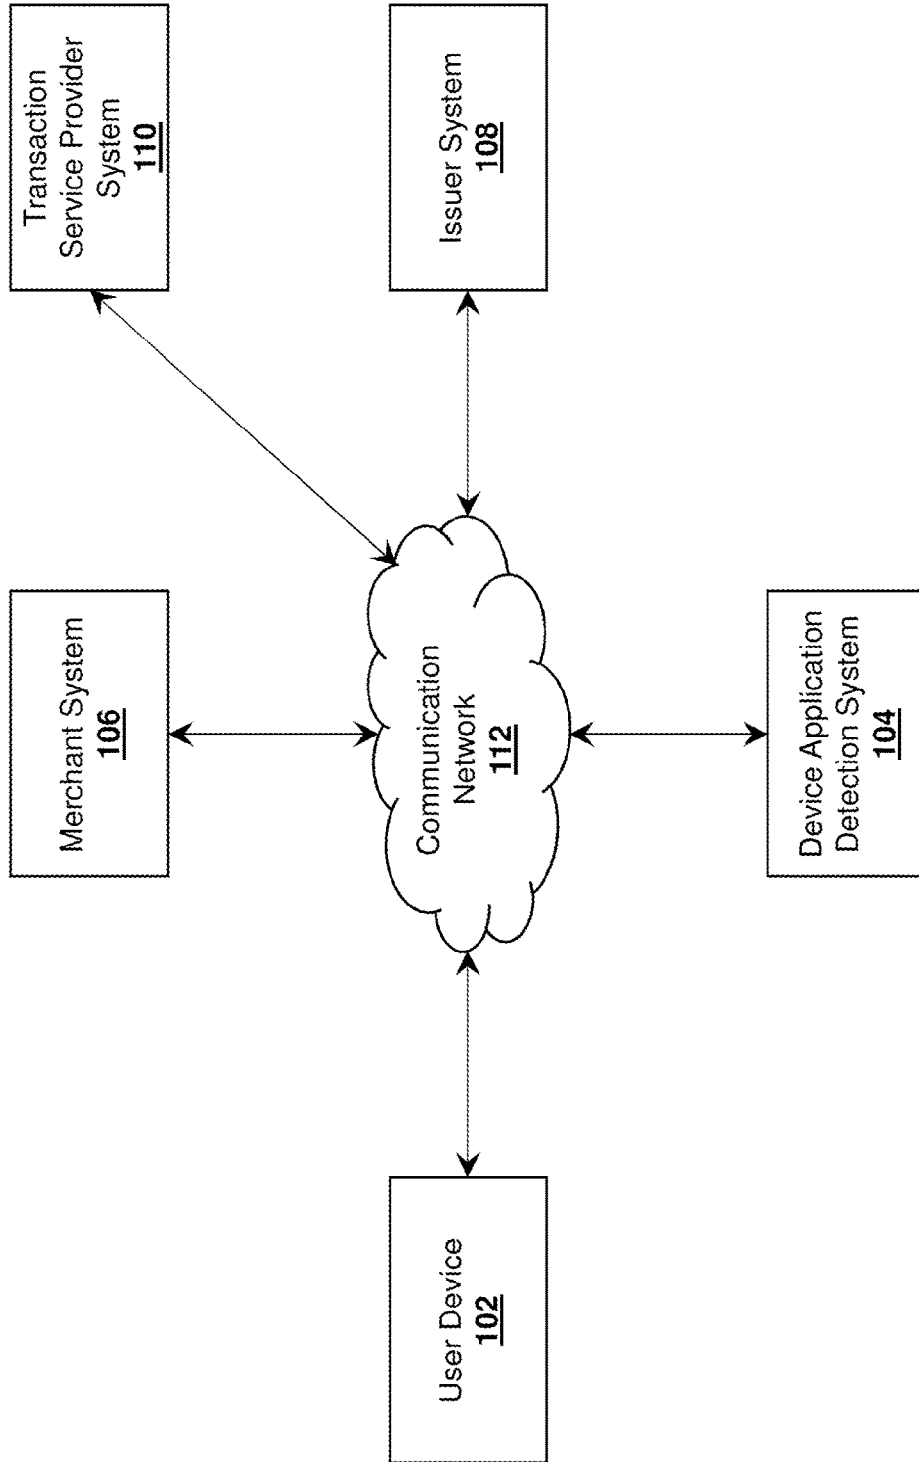 Merchant System
106
Transaction
Service Provider
System
110
User Device
102
Communication
Network
112
Issuer System
108
Device Application
Detection System
104